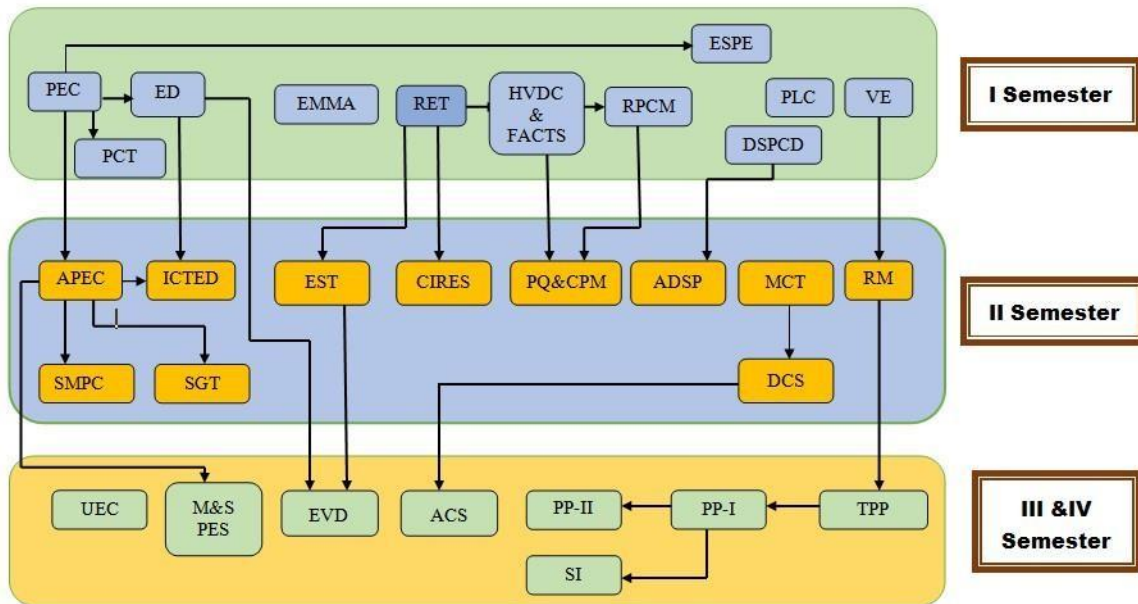 ESPE
PEC
ED
EMMA
RET
HVDC
&
FACTS
RPCM
PLC
VE
PCT
DSPCD
I Semester
APEC
ICTED
EST
CIRES
PQ&CPM
ADSP
MCT
RM
II Semester
SMPC
SGT
DCS
UEC
M&S
PES
EVD
ACS
PP-II
PP-I
TPP
SI
III &IV
Semester